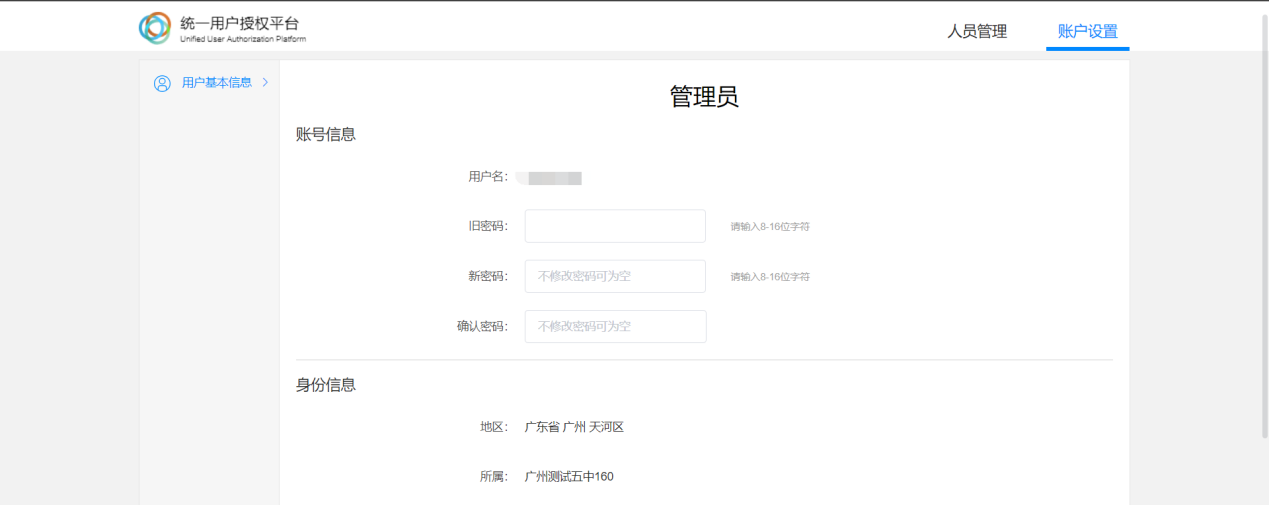 统一用户授权平台
Unified User Authorization Platform
人员管理 账户设置
用户基本信息
管理员
账号信息
用户名：
旧密码： 请输入8-16位字符
新密码： 不修改密码可为空 请输入8-16位字符
确认密码： 不修改密码可为空
身份信息
地区： 广东省 广州 天河区
所属： 广州测试五中160